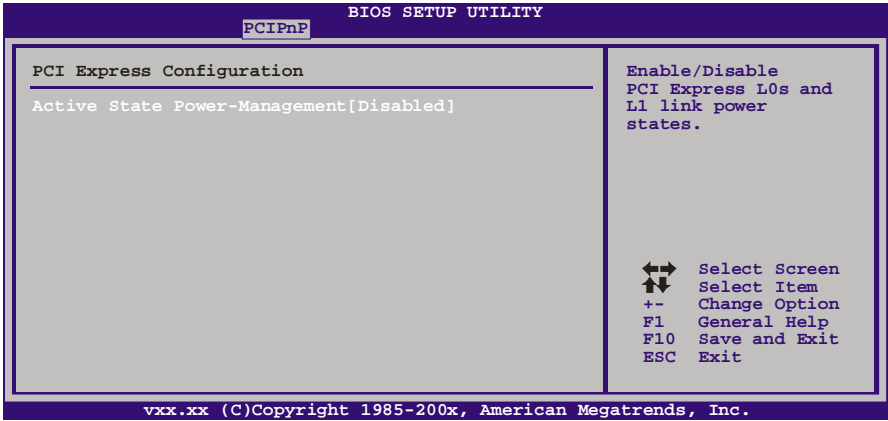 BIOS SETUP UTILITY
PCIPnP
PCI Express Configuration
Active State Power-Management[Disabled]
Enable/Disable
PCI Express L0s and
L1 link power
states.
Select Screen
Select Item
+- Change Option
F1 General Help
F10 Save and Exit
ESC Exit
vxx.xx (C)Copyright 1985-200x, American Megatrends, Inc.